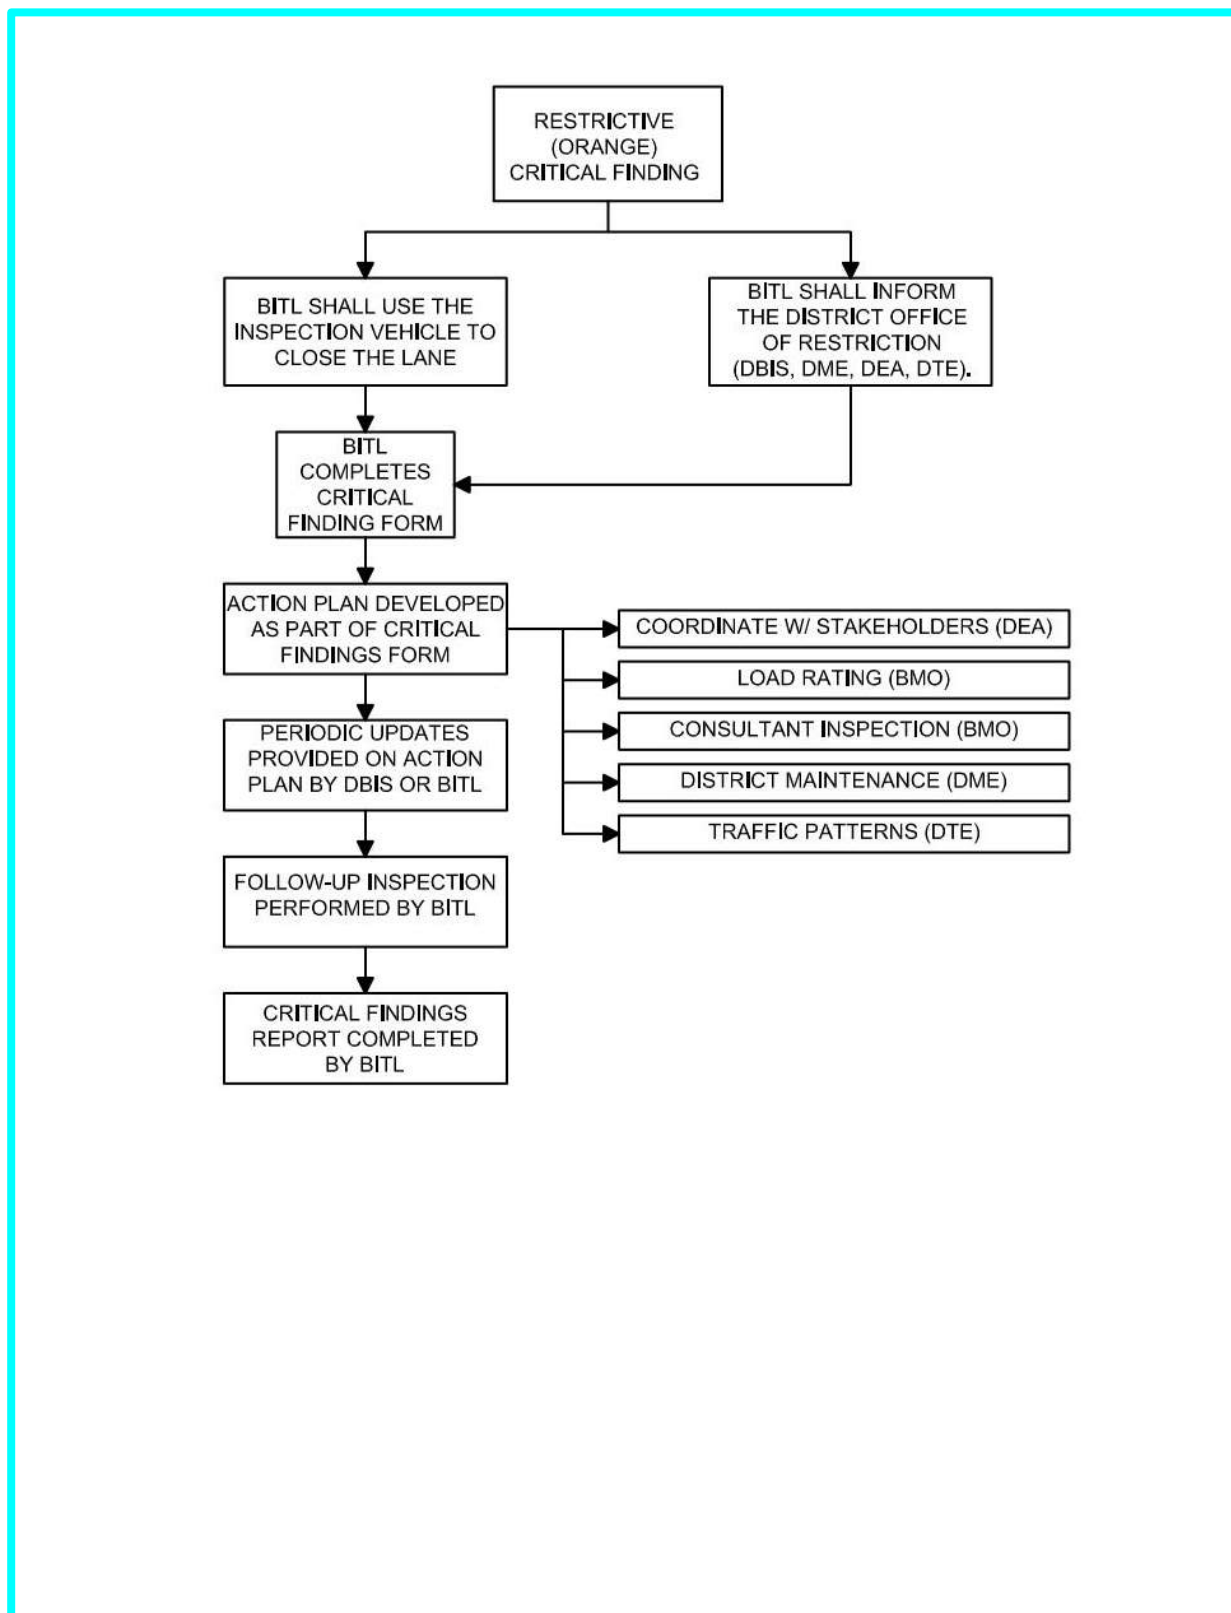 RESTRICTIVE
(ORANGE)
CRITICAL FINDING
BITL SHALL USE THE
INSPECTION VEHICLE TO
CLOSE THE LANE
BITL SHALL INFORM
THE DISTRICT OFFICE
OF RESTRICTION
(DBIS, DME, DEA, DTE).
BITL
COMPLETES
CRITICAL
FINDING FORM
ACTION PLAN DEVELOPED
AS PART OF CRITICAL
FINDINGS FORM
COORDINATE W/ STAKEHOLDERS (DEA)
LOAD RATING (BMO)
CONSULTANT INSPECTION (BMO)
DISTRICT MAINTENANCE (DME)
TRAFFIC PATTERNS (DTE)
PERIODIC UPDATES
PROVIDED ON ACTION
PLAN BY DBIS OR BITL
FOLLOW-UP INSPECTION
PERFORMED BY BITL
CRITICAL FINDINGS
REPORT COMPLETED
BY BITL